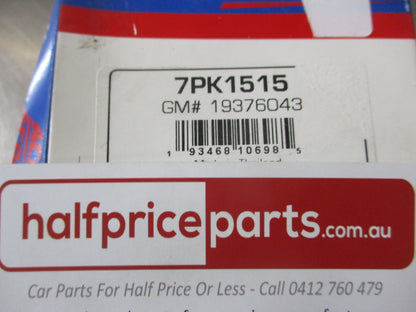 7PK1515
GM# 19376043
1 93468 10698 5
halfpriceparts.com.au
Car Parts For Half Price Or Less - Call 0412 760 479